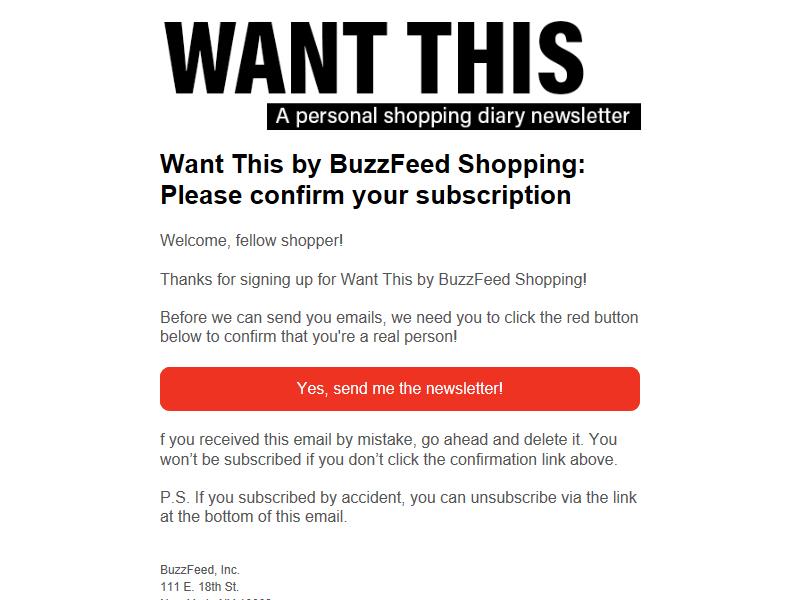 WANT THIS
A personal shopping diary newsletter
Want This by BuzzFeed Shopping:
Please confirm your subscription
Welcome, fellow shopper!
Thanks for signing up for Want This by BuzzFeed Shopping!
Before we can send you emails, we need you to click the red button
below to confirm that you're a real person!
Yes, send me the newsletter!
f you received this email by mistake, go ahead and delete it. You
won’t be subscribed if you don’t click the confirmation link above.
P.S. If you subscribed by accident, you can unsubscribe via the link
at the bottom of this email.
BuzzFeed, Inc.
111 E. 18th St.